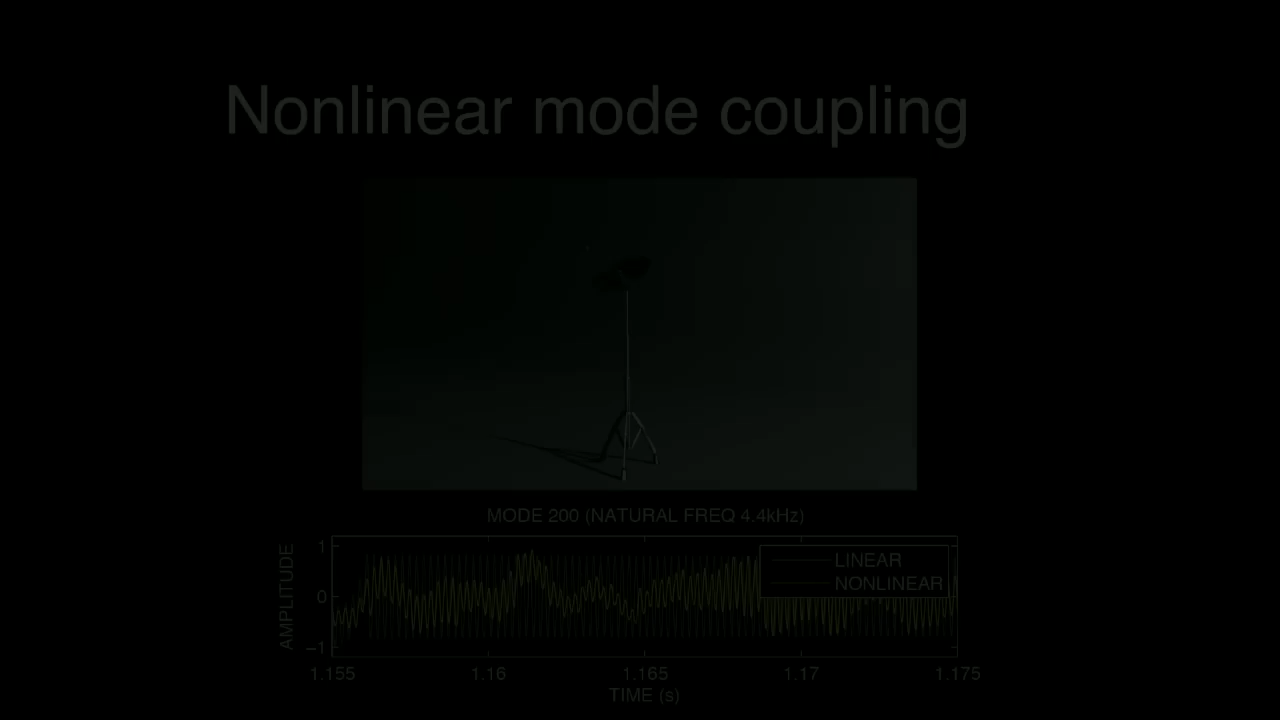 Nonlinear mode coupling
MODE 200 (NATURAL FREQ 4.4kHz)
LINEAR
NONLINEAR
AMPLITUDE
1
0
−1
1.155 1.16 1.165 1.17 1.175
TIME (s)